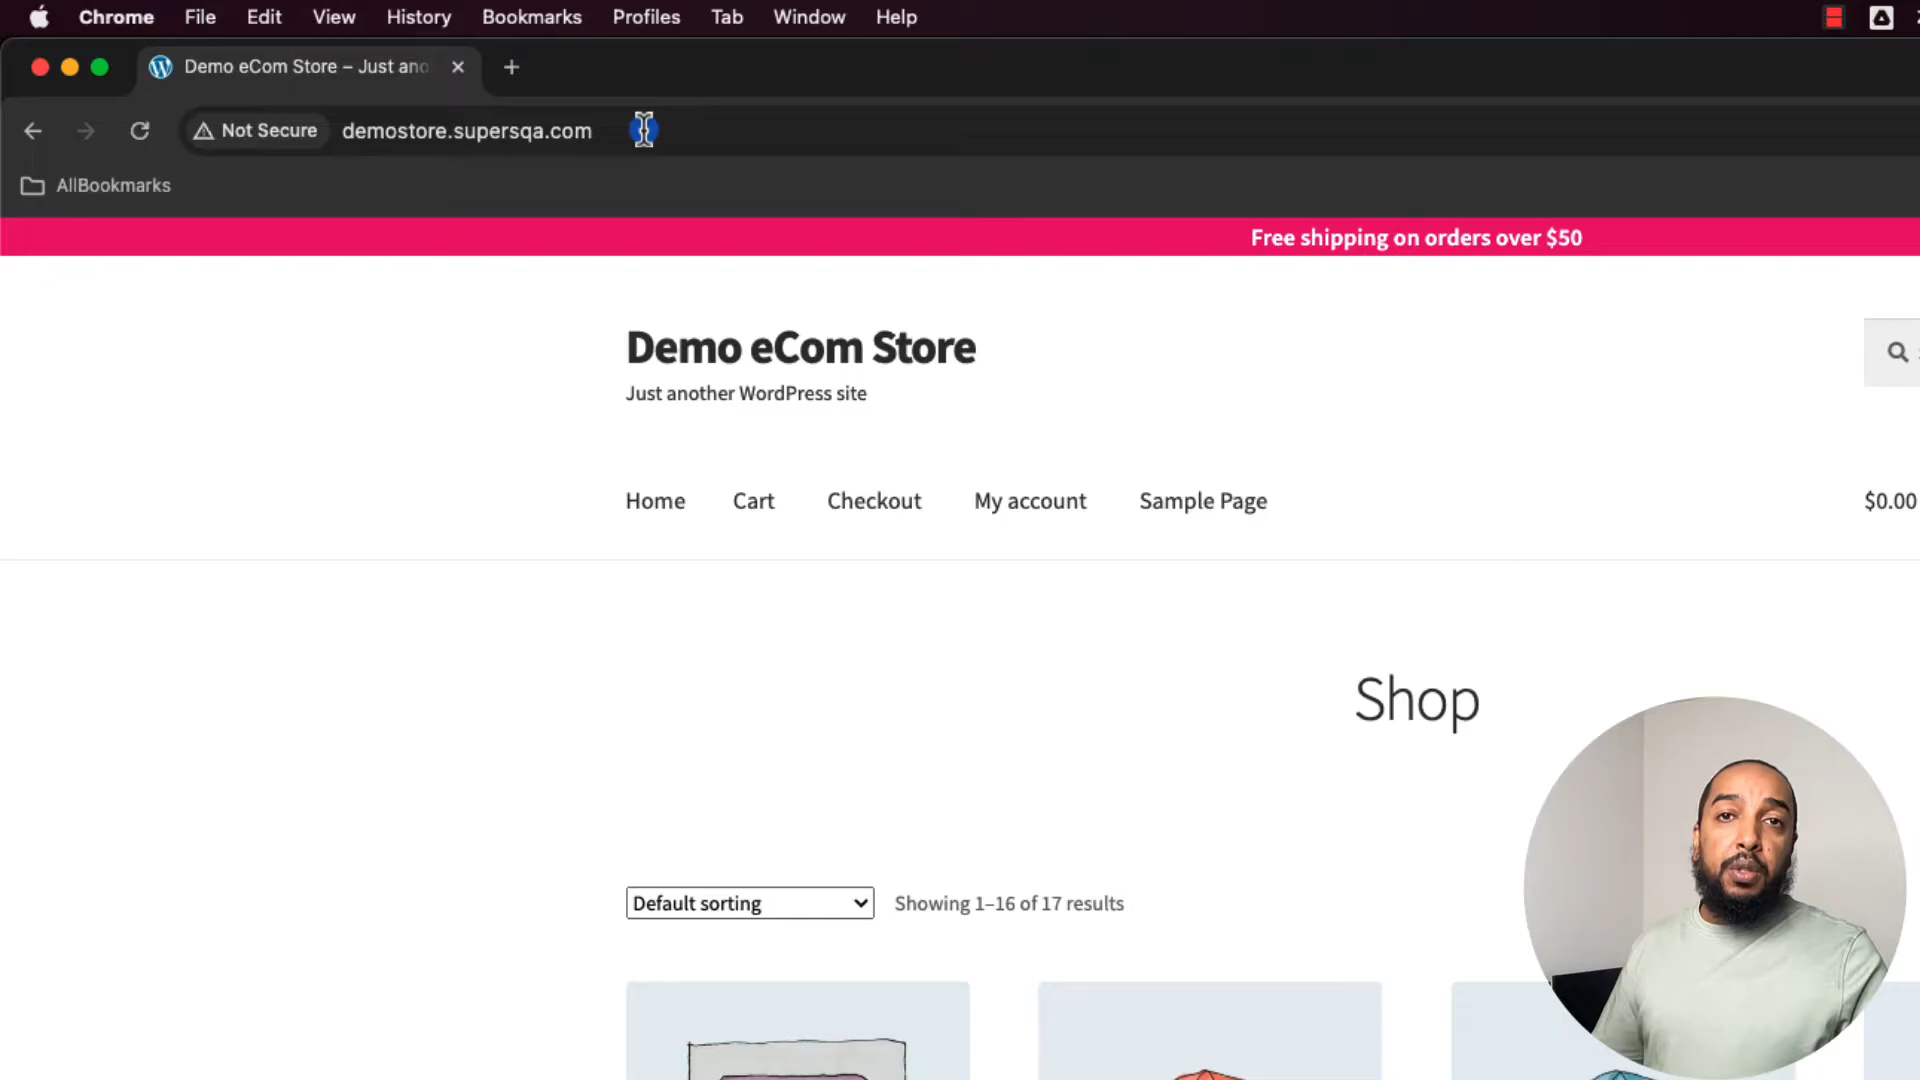 Chrome File Edit View History Bookmarks Profiles Tab Window Help
Demo eCom Store – Just ano
Not Secure demostore.supersqa.com
AllBookmarks
Free shipping on orders over $50
Demo eCom Store
Just another WordPress site
Home Cart Checkout My account Sample Page $0.00
Shop
Default sorting Showing 1–16 of 17 results